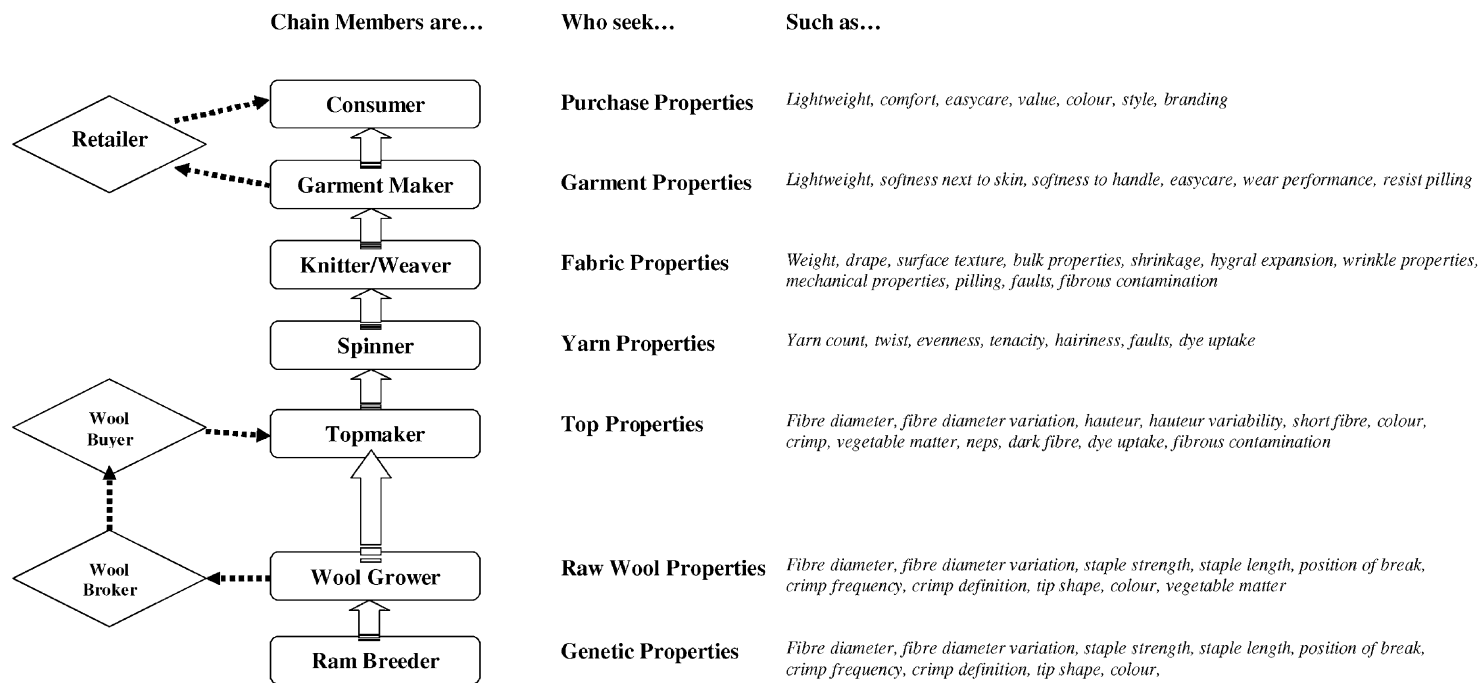 Chain Members are… Who seek… Such as…
Consumer Purchase Properties Lightweight, comfort, easycare, value, colour, style, branding
Retailer
Garment Maker Garment Properties Lightweight, softness next to skin, softness to handle, easycare, wear performance, resist pilling
Knitter/Weaver Fabric Properties Weight, drape, surface texture, bulk properties, shrinkage, hygral expansion, wrinkle properties,
mechanical properties, pilling, faults, fibrous contamination
Spinner Yarn Properties Yarn count, twist, evenness, tenacity, hairiness, faults, dye uptake
Wool
Buyer
Topmaker Top Properties Fibre diameter, fibre diameter variation, hauteur, hauteur variability, short fibre, colour,
crimp, vegetable matter, neps, dark fibre, dye uptake, fibrous contamination
Wool
Broker
Wool Grower Raw Wool Properties Fibre diameter, fibre diameter variation, staple strength, staple length, position of break,
crimp frequency, crimp definition, tip shape, colour, vegetable matter
Ram Breeder Genetic Properties Fibre diameter, fibre diameter variation, staple strength, staple length, position of break,
crimp frequency, crimp definition, tip shape, colour,